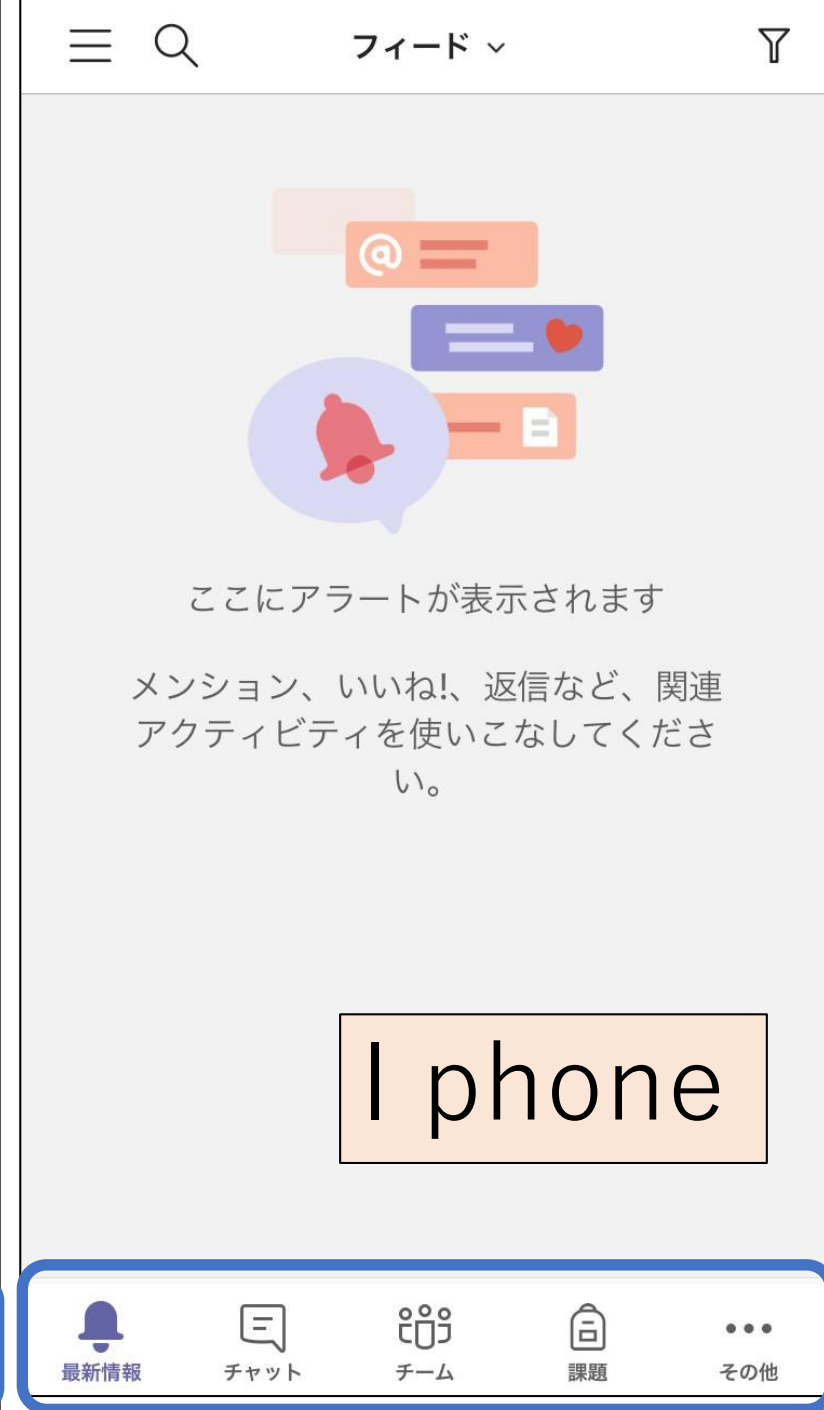 フィード
@
ここにアラートが表示されます
メンション、いいね!、返信など、関連
アクティビティを使いこなしてくださ
い。
I phone
最新情報 チャット チーム 課題 その他